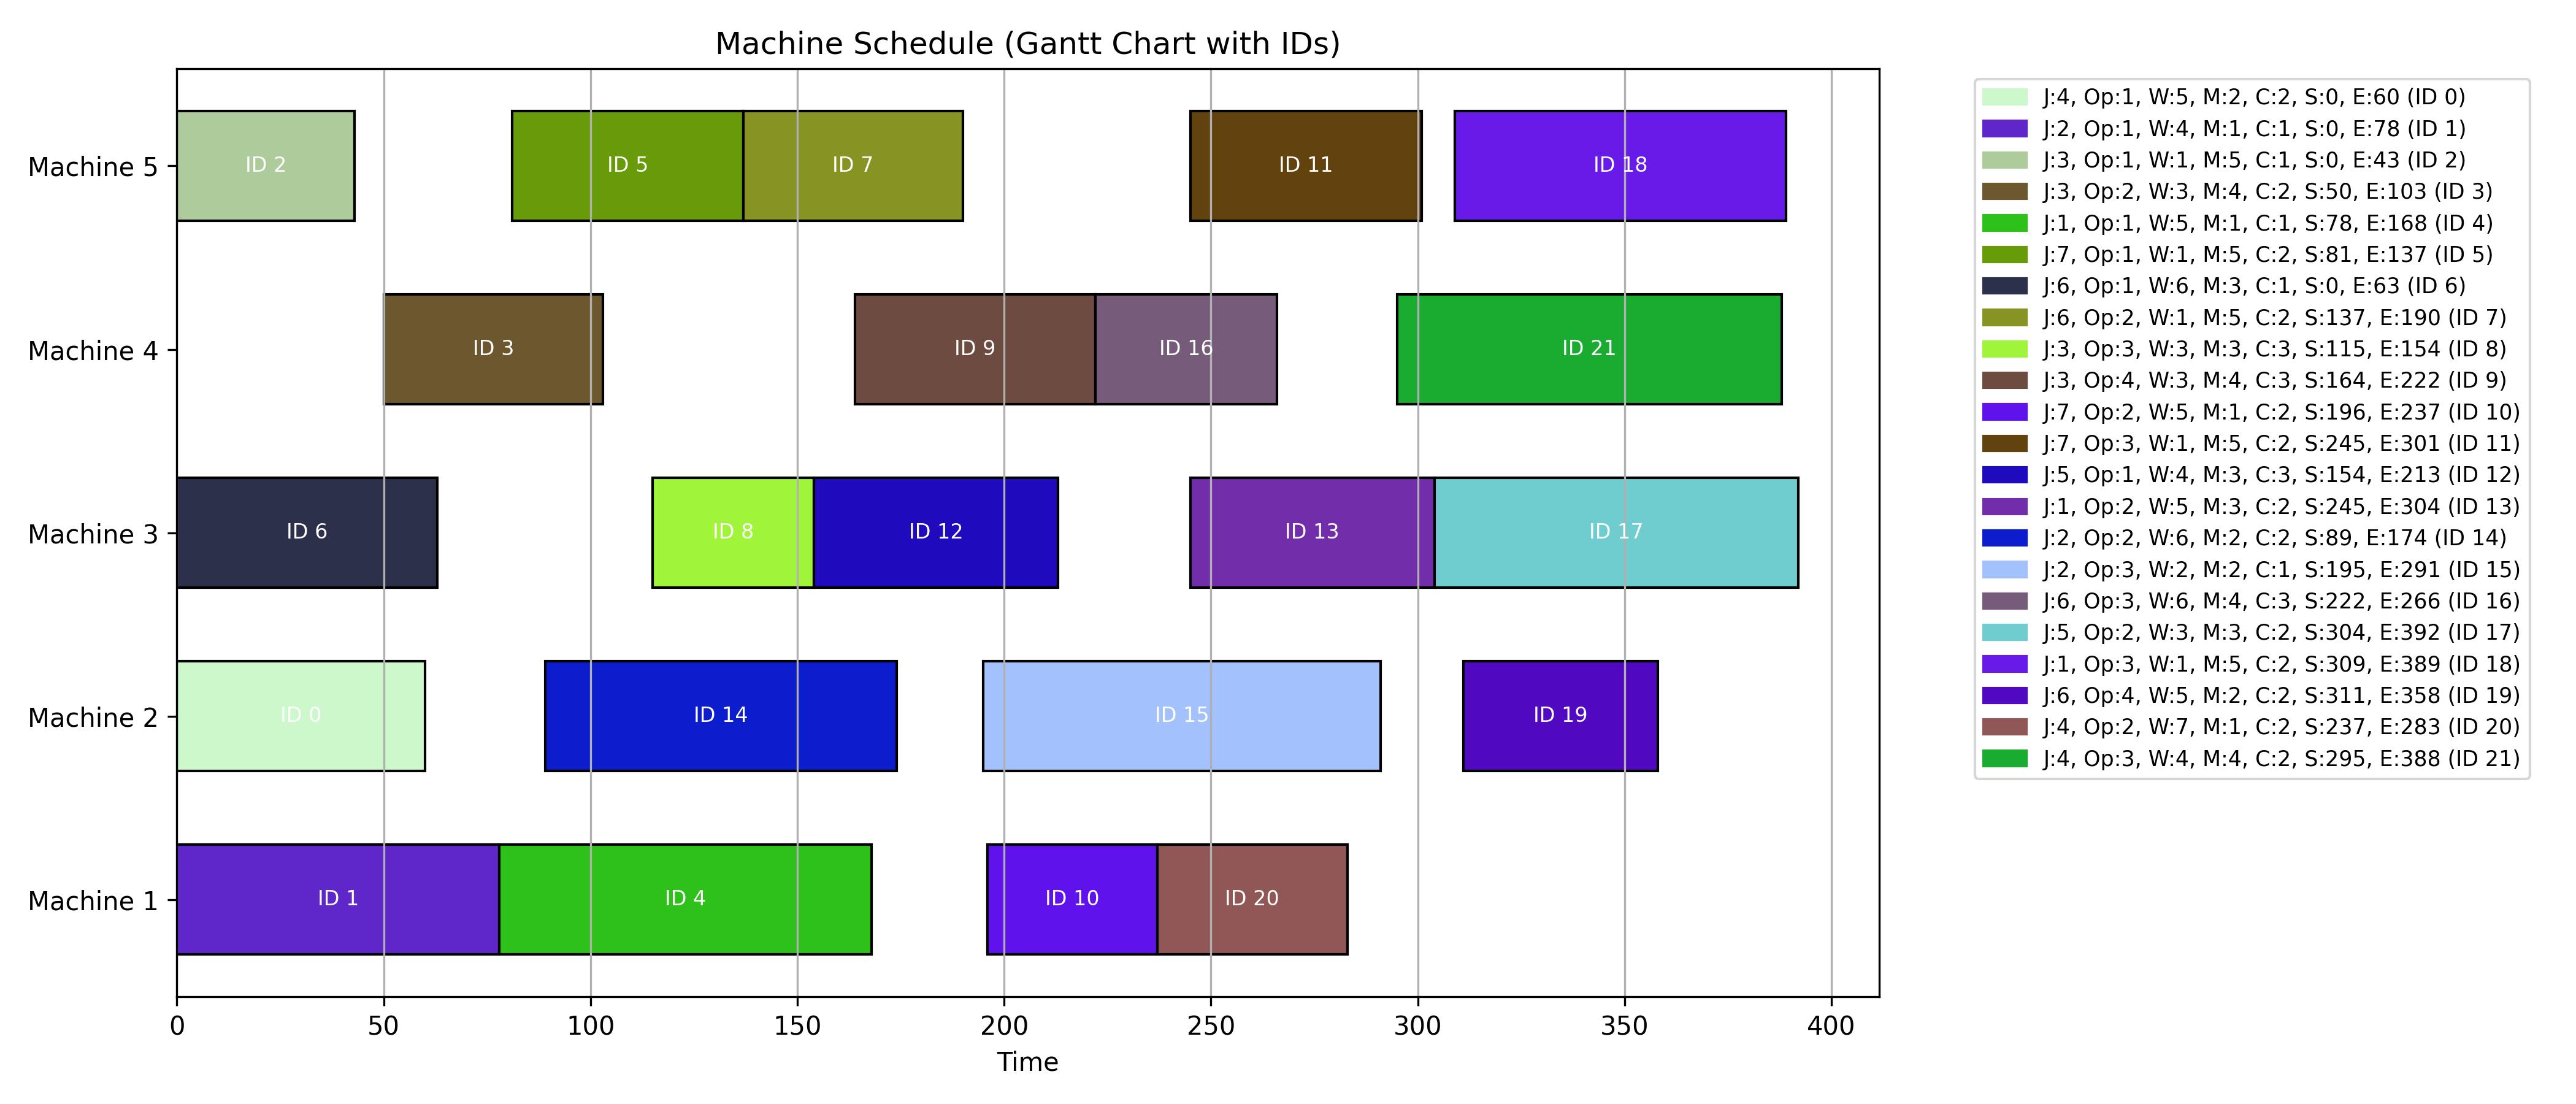 Machine Schedule (Gantt Chart with IDs)
Machine 5
ID 2
ID 5
ID 7
ID 11
ID 18
Machine 4
ID 3
ID 9
ID 16
ID 21
Machine 3
ID 6
ID 8
ID 12
ID 13
ID 17
Machine 2
ID 0
ID 14
ID 15
ID 19
Machine 1
ID 1
ID 4
ID 10
ID 20
0 50 100 150 200 250 300 350 400
Time
J:4, Op:1, W:5, M:2, C:2, S:0, E:60 (ID 0)
J:2, Op:1, W:4, M:1, C:1, S:0, E:78 (ID 1)
J:3, Op:1, W:1, M:5, C:1, S:0, E:43 (ID 2)
J:3, Op:2, W:3, M:4, C:2, S:50, E:103 (ID 3)
J:1, Op:1, W:5, M:1, C:1, S:78, E:168 (ID 4)
J:7, Op:1, W:1, M:5, C:2, S:81, E:137 (ID 5)
J:6, Op:1, W:6, M:3, C:1, S:0, E:63 (ID 6)
J:6, Op:2, W:1, M:5, C:2, S:137, E:190 (ID 7)
J:3, Op:3, W:3, M:3, C:3, S:115, E:154 (ID 8)
J:3, Op:4, W:3, M:4, C:3, S:164, E:222 (ID 9)
J:7, Op:2, W:5, M:1, C:2, S:196, E:237 (ID 10)
J:7, Op:3, W:1, M:5, C:2, S:245, E:301 (ID 11)
J:5, Op:1, W:4, M:3, C:3, S:154, E:213 (ID 12)
J:1, Op:2, W:5, M:3, C:2, S:245, E:304 (ID 13)
J:2, Op:2, W:6, M:2, C:2, S:89, E:174 (ID 14)
J:2, Op:3, W:2, M:2, C:1, S:195, E:291 (ID 15)
J:6, Op:3, W:6, M:4, C:3, S:222, E:266 (ID 16)
J:5, Op:2, W:3, M:3, C:2, S:304, E:392 (ID 17)
J:1, Op:3, W:1, M:5, C:2, S:309, E:389 (ID 18)
J:6, Op:4, W:5, M:2, C:2, S:311, E:358 (ID 19)
J:4, Op:2, W:7, M:1, C:2, S:237, E:283 (ID 20)
J:4, Op:3, W:4, M:4, C:2, S:295, E:388 (ID 21)